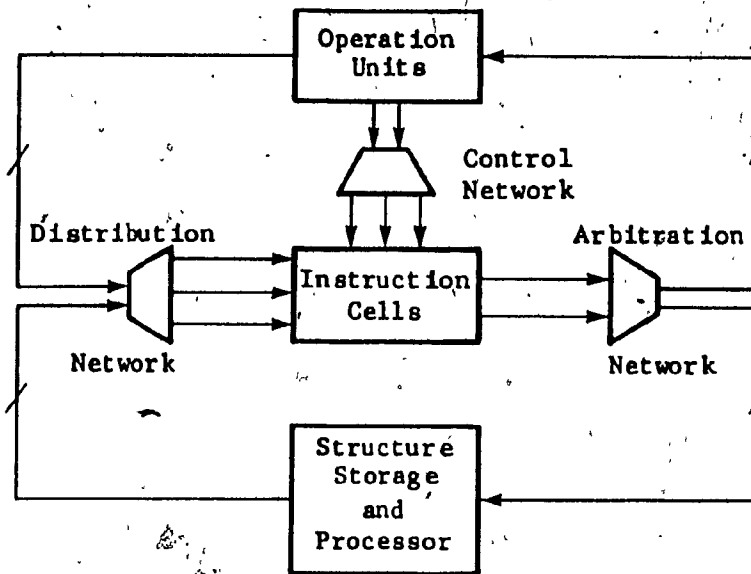 Operation
Units
Control
Network
Distribution
Network
Instruction
Cells
Arbitration
Network
Structure
Storage
and
Processor